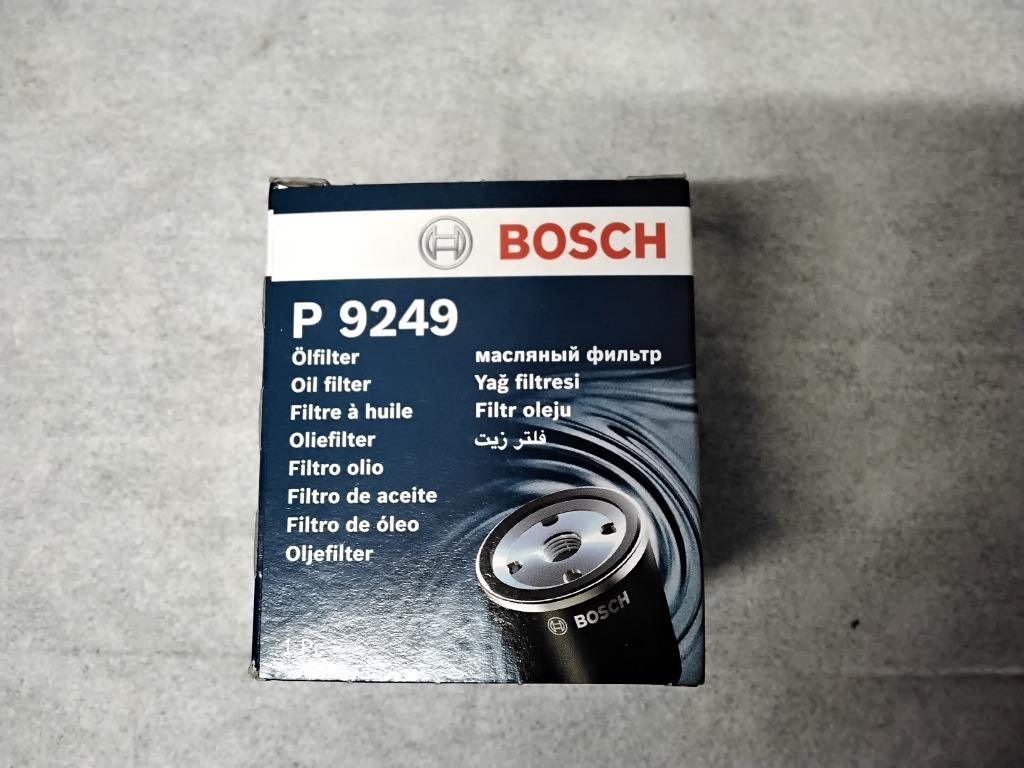 BOSCH
P 9249
Ölfilter
Oil filter
Filtre à huile
Oliefilter
Filtro olio
Filtro de aceite
Filtro de óleo
Oljefilter
масляный фильтр
Yağ filtresi
Filtr oleju
فلتر زيت
BOSCH